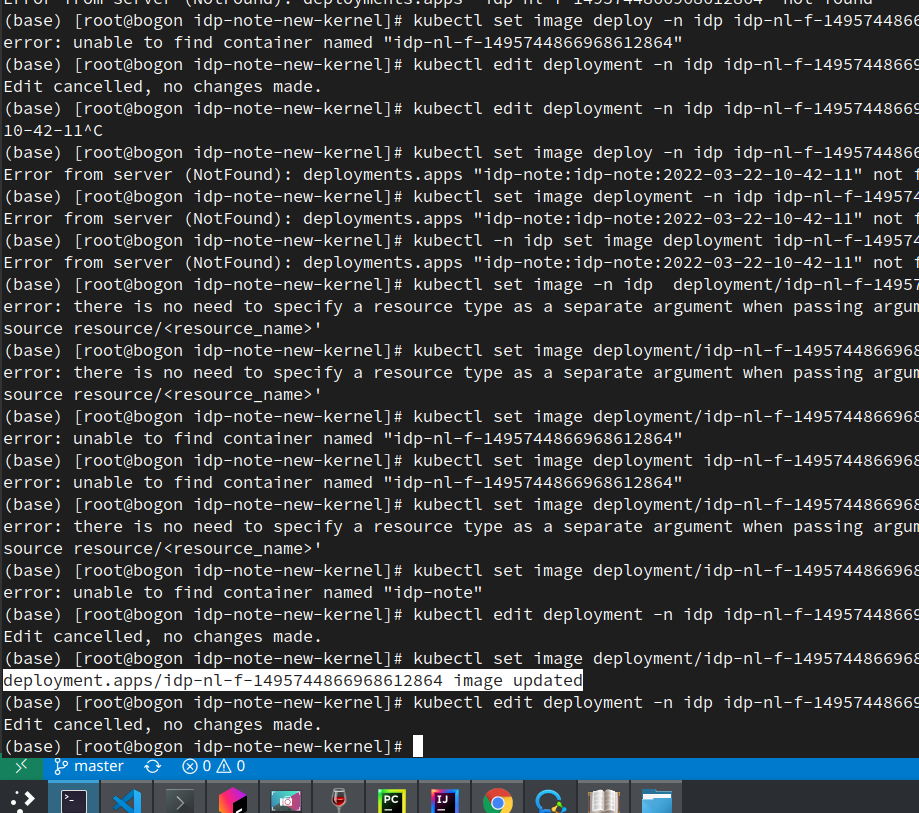 Error from server (NotFound): deployments.apps "idp-nl-f-1495744866968612864" not found
(base) [root@bogon idp-note-new-kernel]# kubectl set image deploy -n idp idp-nl-f-14957448669686
error: unable to find container named "idp-nl-f-1495744866968612864"
(base) [root@bogon idp-note-new-kernel]# kubectl edit deployment -n idp idp-nl-f-149574486696
Edit cancelled, no changes made.
(base) [root@bogon idp-note-new-kernel]# kubectl edit deployment -n idp idp-nl-f-149574486696
10-42-11^C
(base) [root@bogon idp-note-new-kernel]# kubectl set image deploy -n idp idp-nl-f-14957448669
Error from server (NotFound): deployments.apps "idp-note:idp-note:2022-03-22-10-42-11" not f
(base) [root@bogon idp-note-new-kernel]# kubectl set image deployment -n idp idp-nl-f-149574
Error from server (NotFound): deployments.apps "idp-note:idp-note:2022-03-22-10-42-11" not f
(base) [root@bogon idp-note-new-kernel]# kubectl -n idp set image deployment idp-nl-f-149574
Error from server (NotFound): deployments.apps "idp-note:idp-note:2022-03-22-10-42-11" not f
(base) [root@bogon idp-note-new-kernel]# kubectl set image -n idp  deployment/idp-nl-f-14957
error: there is no need to specify a resource type as a separate argument when passing argum
source resource/<resource_name>'
(base) [root@bogon idp-note-new-kernel]# kubectl set image deployment/idp-nl-f-1495744866968
error: there is no need to specify a resource type as a separate argument when passing argum
source resource/<resource_name>'
(base) [root@bogon idp-note-new-kernel]# kubectl set image deployment/idp-nl-f-1495744866968
error: unable to find container named "idp-nl-f-1495744866968612864"
(base) [root@bogon idp-note-new-kernel]# kubectl set image deployment idp-nl-f-1495744866968
error: unable to find container named "idp-nl-f-1495744866968612864"
(base) [root@bogon idp-note-new-kernel]# kubectl set image deployment/idp-nl-f-1495744866968
error: there is no need to specify a resource type as a separate argument when passing argum
source resource/<resource_name>'
(base) [root@bogon idp-note-new-kernel]# kubectl set image deployment/idp-nl-f-1495744866968
error: unable to find container named "idp-note"
(base) [root@bogon idp-note-new-kernel]# kubectl edit deployment -n idp idp-nl-f-149574486696
Edit cancelled, no changes made.
(base) [root@bogon idp-note-new-kernel]# kubectl set image deployment/idp-nl-f-1495744866968
deployment.apps/idp-nl-f-1495744866968612864 image updated
(base) [root@bogon idp-note-new-kernel]# kubectl edit deployment -n idp idp-nl-f-149574486696
Edit cancelled, no changes made.
(base) [root@bogon idp-note-new-kernel]#
master 0 0
PC IJ